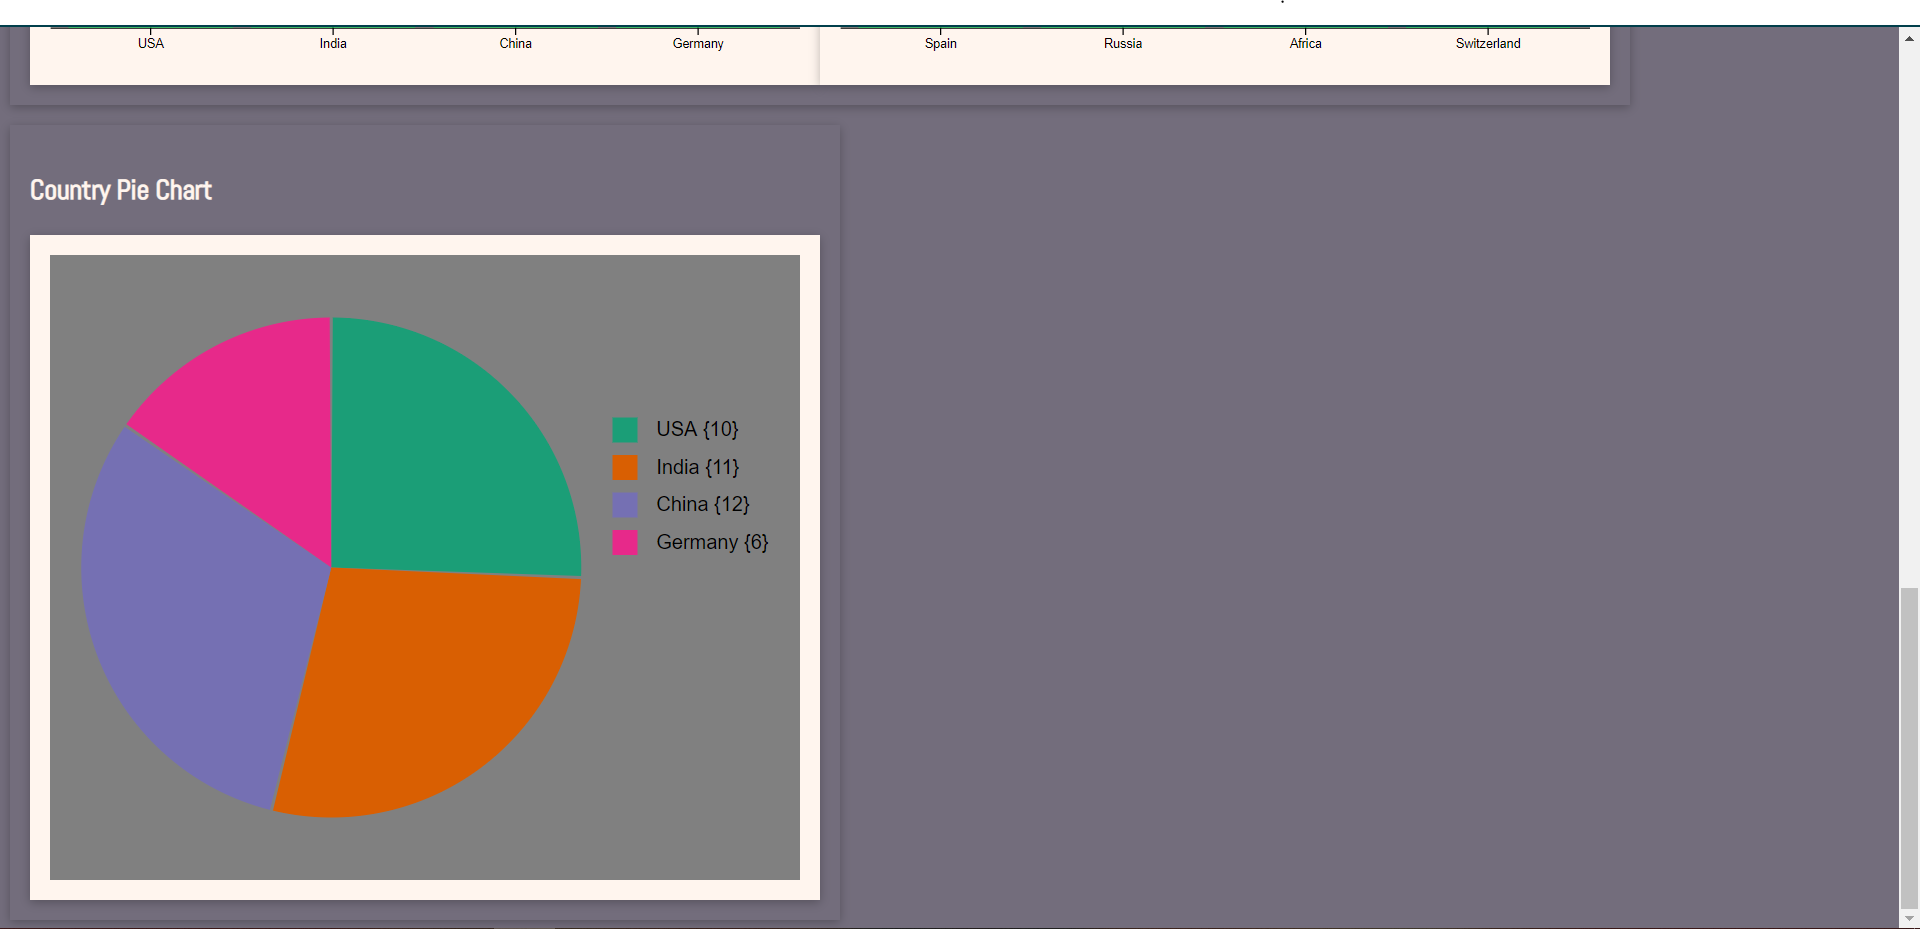 USA India China Germany Spain Russia Africa Switzerland
Country Pie Chart
USA {10}
India {11}
China {12}
Germany {6}